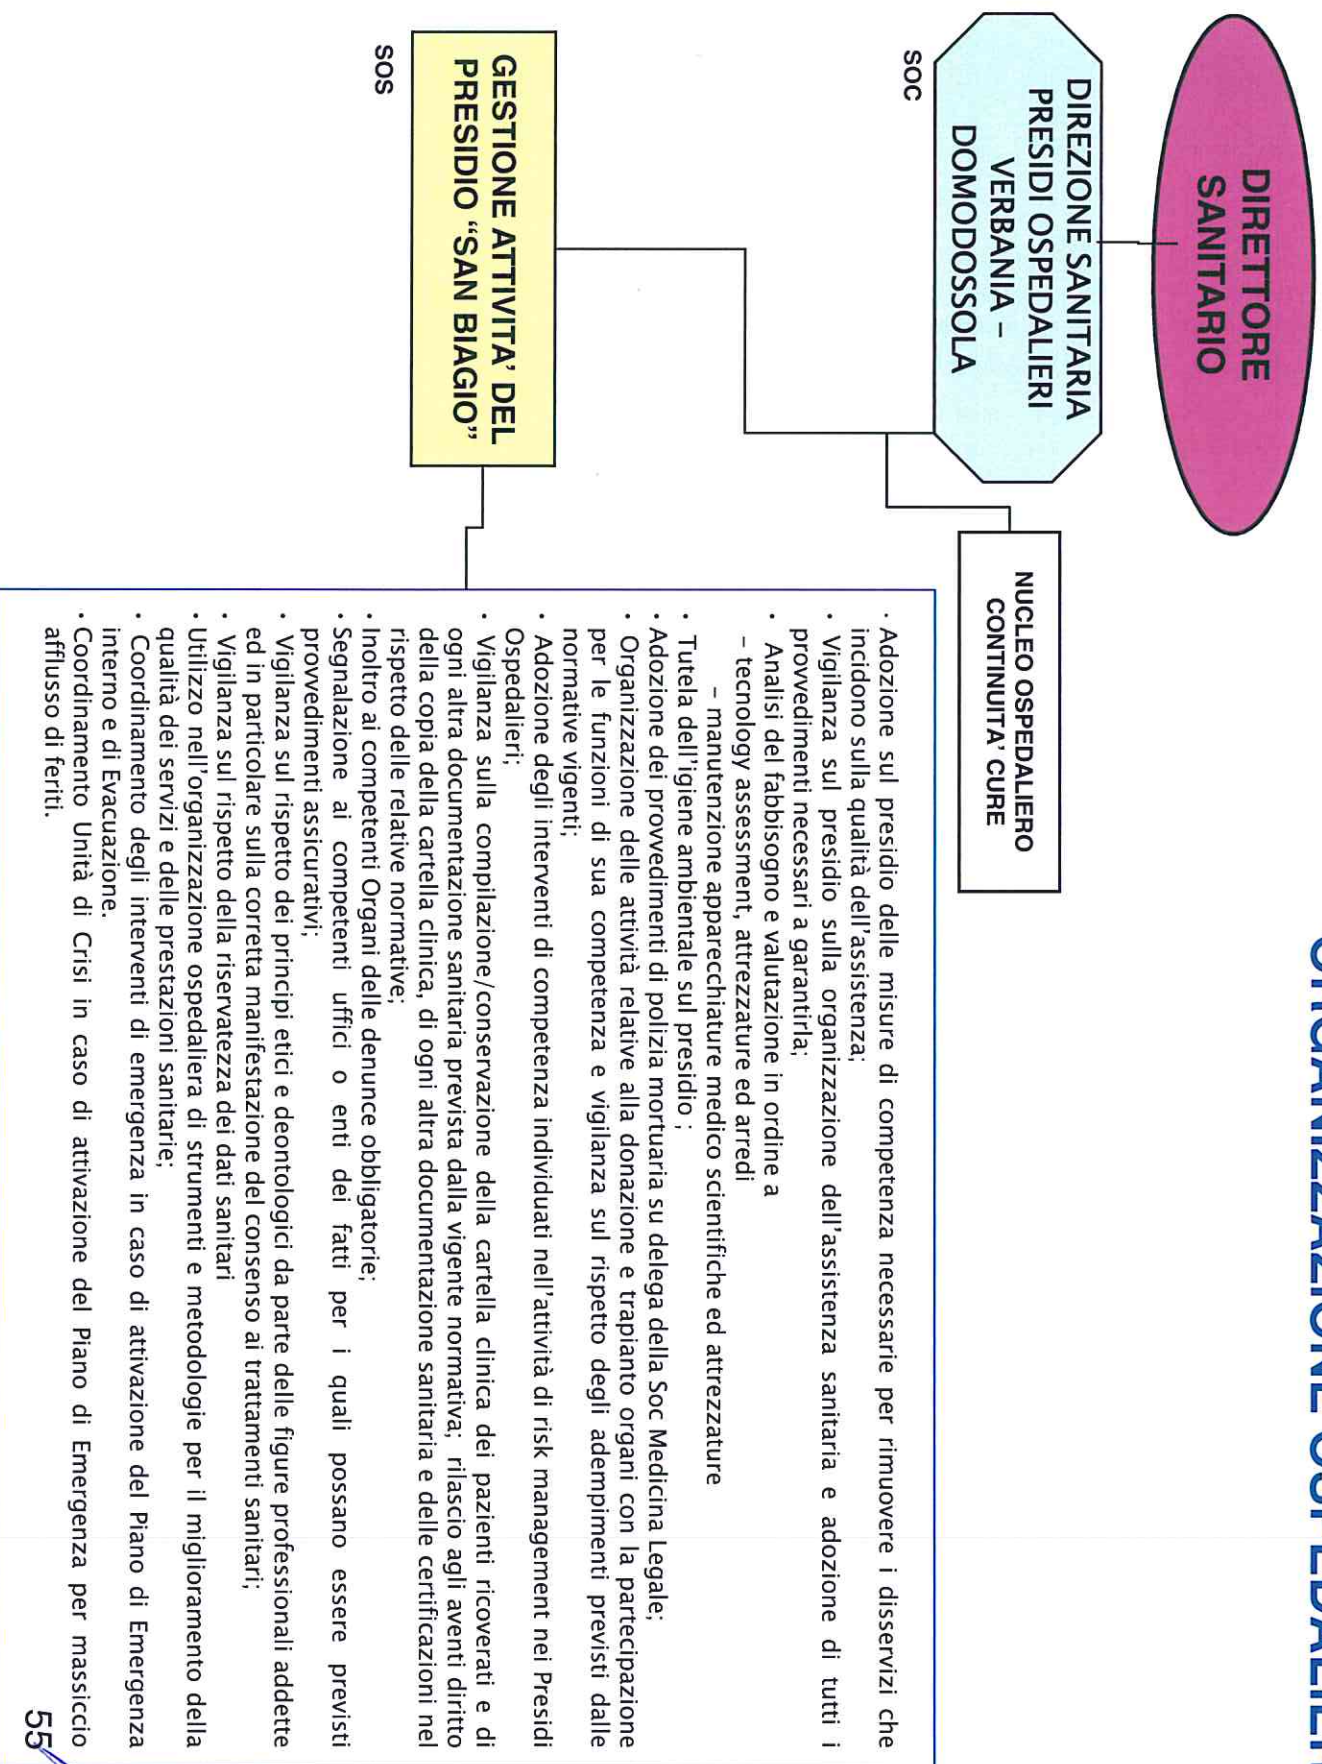 DIRETTORE
SANITARIO
DIREZIONE SANITARIA
PRESIDI OSPEDALIERI
VERBANIA –
DOMODOSSOLA
SOC
NUCLEO OSPEDALIERO
CONTINUITA' CURE
GESTIONE ATTIVITA' DEL
PRESIDIO “SAN BIAGIO”
SOS
· Adozione sul presidio delle misure di competenza necessarie per rimuovere i disservizi che
incidono sulla qualità dell'assistenza;
· Vigilanza sul presidio sulla organizzazione dell'assistenza sanitaria e adozione di tutti i
provvedimenti necessari a garantirla;
· Analisi del fabbisogno e valutazione in ordine a
– tecnology assessment, attrezzature ed arredi
– manutenzione apparecchiature medico scientifiche ed attrezzature
· Tutela dell'igiene ambientale sul presidio ;
· Adozione dei provvedimenti di polizia mortuaria su delega della Soc Medicina Legale;
· Organizzazione delle attività relative alla donazione e trapianto organi con la partecipazione
per le funzioni di sua competenza e vigilanza sul rispetto degli adempimenti previsti dalle
normative vigenti;
· Adozione degli interventi di competenza individuati nell'attività di risk management nei Presidi
Ospedalieri;
· Vigilanza sulla compilazione/conservazione della cartella clinica dei pazienti ricoverati e di
ogni altra documentazione sanitaria prevista dalla vigente normativa; rilascio agli aventi diritto
della copia della cartella clinica, di ogni altra documentazione sanitaria e delle certificazioni nel
rispetto delle relative normative;
· Inoltro ai competenti Organi delle denunce obbligatorie;
· Segnalazione ai competenti uffici o enti dei fatti per i quali possano essere previsti
provvedimenti assicurativi;
· Vigilanza sul rispetto dei principi etici e deontologici da parte delle figure professionali addette
ed in particolare sulla corretta manifestazione del consenso ai trattamenti sanitari;
· Vigilanza sul rispetto della riservatezza dei dati sanitari
· Utilizzo nell'organizzazione ospedaliera di strumenti e metodologie per il miglioramento della
qualità dei servizi e delle prestazioni sanitarie;
· Coordinamento degli interventi di emergenza in caso di attivazione del Piano di Emergenza
interno e di Evacuazione.
· Coordinamento Unità di Crisi in caso di attivazione del Piano di Emergenza per massiccio
afflusso di feriti.
55